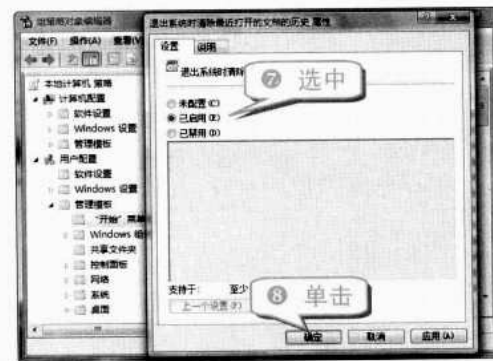 组策略对象编辑器
文件(F) 操作(A) 查看(V)
本地计算机 策略
计算机配置
软件设置
Windows 设置
管理模板
用户配置
软件设置
Windows 设置
管理模板
"开始" 菜单
Windows 组
共享文件夹
控制面板
网络
系统
桌面
退出系统时清除最近打开的文档的历史 属性
设置 说明
退出系统时清除
❼ 选中
未配置(C)
已启用(E)
已禁用(D)
支持于: 至少
上一个设置(P)
❽ 单击
确定 取消 应用(A)